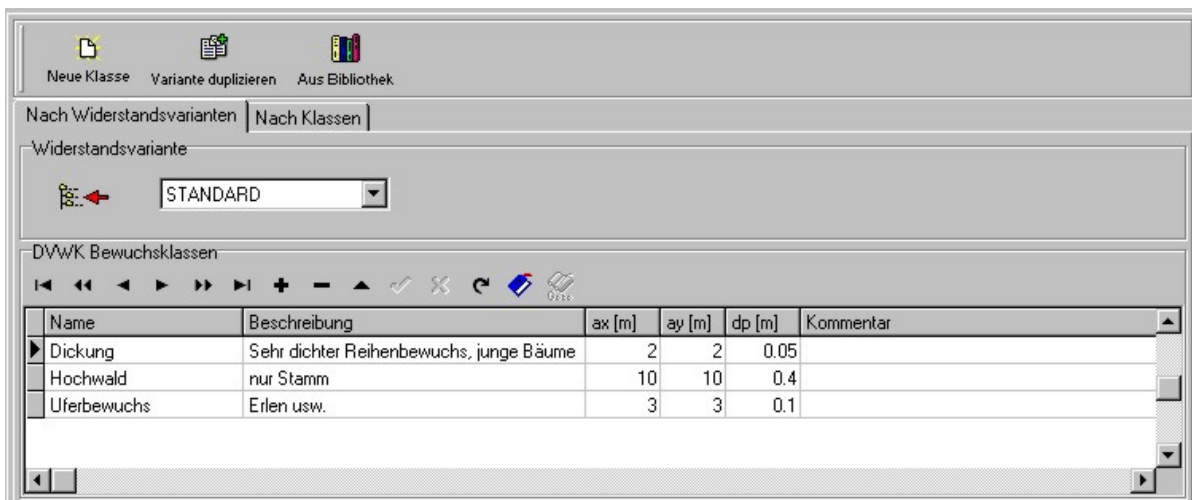 Neue Klasse Variante duplizieren Aus Bibliothek
Nach Widerstandsvarianten Nach Klassen
Widerstandsvariante
STANDARD
DVWK Bewuchsklassen
Name Beschreibung ax [m] ay [m] dp [m] Kommentar
Dickung Sehr dichter Reihenbewuchs, junge Bäume 2 2 0.05
Hochwald nur Stamm 10 10 0.4
Uferbewuchs Erlen usw. 3 3 0.1